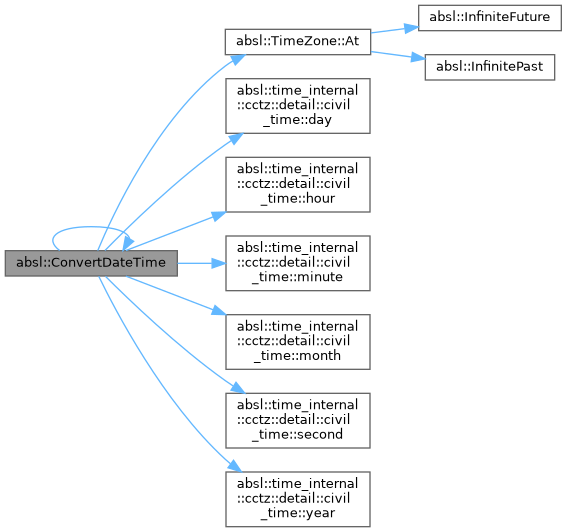 absl::InfiniteFuture
absl::TimeZone::At
absl::InfinitePast
absl::time_internal
::cctz::detail::civil
_time::day
absl::time_internal
::cctz::detail::civil
_time::hour
absl::ConvertDateTime
absl::time_internal
::cctz::detail::civil
_time::minute
absl::time_internal
::cctz::detail::civil
_time::month
absl::time_internal
::cctz::detail::civil
_time::second
absl::time_internal
::cctz::detail::civil
_time::year